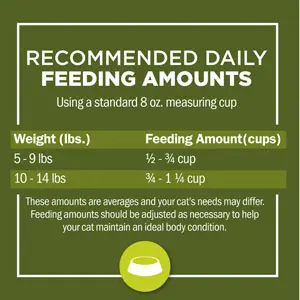 RECOMMENDED DAILY
FEEDING AMOUNTS
Using a standard 8 oz. measuring cup
Weight (lbs.) Feeding Amount(cups)
5 - 9 lbs ½ - ¾ cup
10 - 14 lbs ¾ - 1 ¼ cup
These amounts are averages and your cat's needs may differ.
Feeding amounts should be adjusted as necessary to help
your cat maintain an ideal body condition.